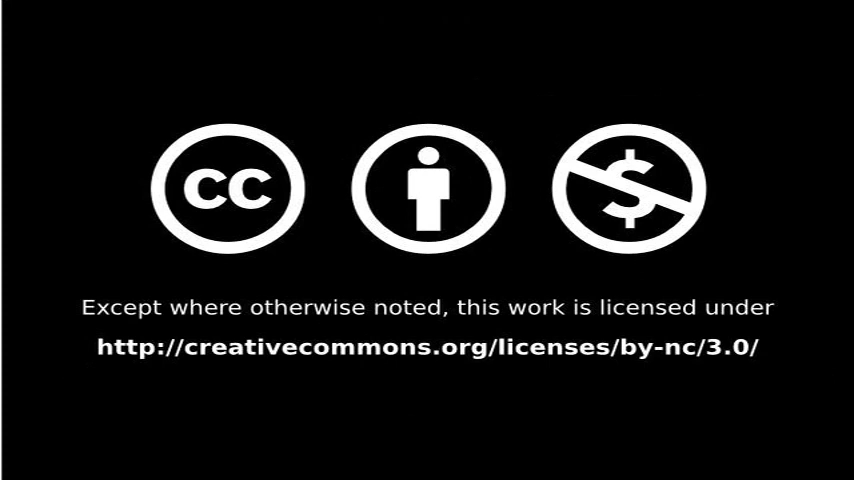 cc
$
Except where otherwise noted, this work is licensed under
http://creativecommons.org/licenses/by-nc/3.0/